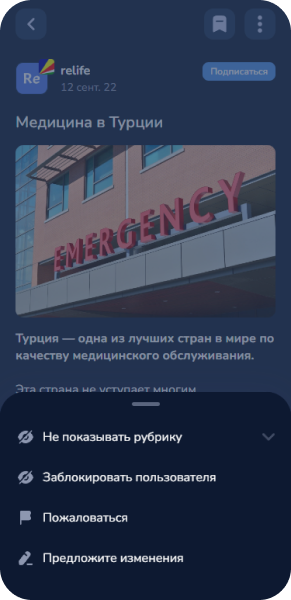 Re
relife
12 сент. 22
Подписаться
Медицина в Турции
EMERGENCY
Турция — одна из лучших стран в мире по
качеству медицинского обслуживания.
Эта страна не уступает многим
Не показывать рубрику
Заблокировать пользователя
Пожаловаться
Предложите изменения